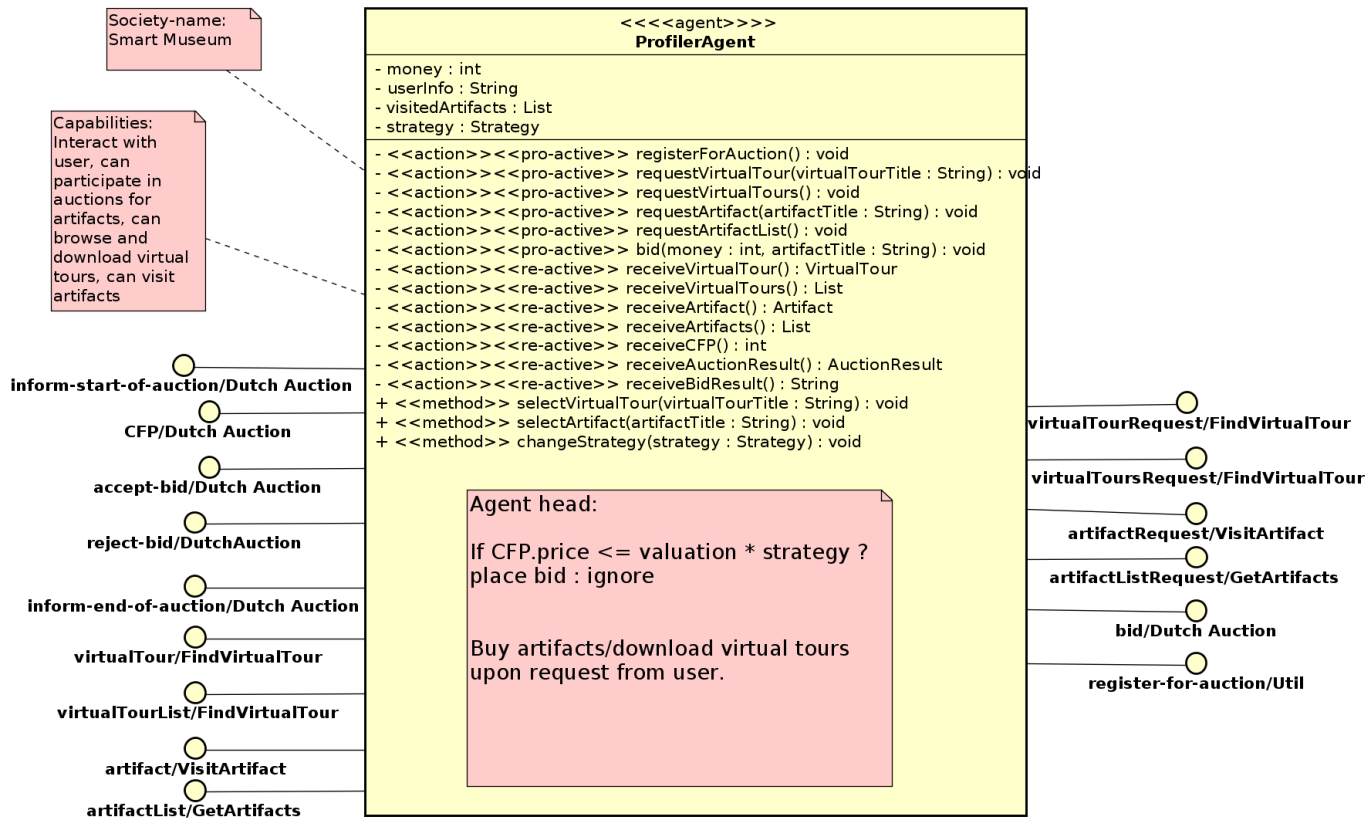 Society-name:
Smart Museum
Capabilities:
Interact with
user, can
participate in
auctions for
artifacts, can
browse and
download virtual
tours, can visit
artifacts
<<<<agent>>>>
ProfilerAgent
- money : int
- userInfo : String
- visitedArtifacts : List
- strategy : Strategy
- <<action>><<pro-active>> registerForAuction() : void
- <<action>><<pro-active>> requestVirtualTour(virtualTourTitle : String) : void
- <<action>><<pro-active>> requestVirtualTours() : void
- <<action>><<pro-active>> requestArtifact(artifactTitle : String) : void
- <<action>><<pro-active>> requestArtifactList() : void
- <<action>><<pro-active>> bid(money : int, artifactTitle : String) : void
- <<action>><<re-active>> receiveVirtualTour() : VirtualTour
- <<action>><<re-active>> receiveVirtualTours() : List
- <<action>><<re-active>> receiveArtifact() : Artifact
- <<action>><<re-active>> receiveArtifacts() : List
- <<action>><<re-active>> receiveCFP() : int
- <<action>><<re-active>> receiveAuctionResult() : AuctionResult
- <<action>><<re-active>> receiveBidResult() : String
+ <<method>> selectVirtualTour(virtualTourTitle : String) : void
+ <<method>> selectArtifact(artifactTitle : String) : void
+ <<method>> changeStrategy(strategy : Strategy) : void
Agent head:
If CFP.price <= valuation * strategy ?
place bid : ignore
Buy artifacts/download virtual tours
upon request from user.
inform-start-of-auction/Dutch Auction
CFP/Dutch Auction
accept-bid/Dutch Auction
reject-bid/DutchAuction
inform-end-of-auction/Dutch Auction
virtualTour/FindVirtualTour
virtualTourList/FindVirtualTour
artifact/VisitArtifact
artifactList/GetArtifacts
virtualTourRequest/FindVirtualTour
virtualToursRequest/FindVirtualTour
artifactRequest/VisitArtifact
artifactListRequest/GetArtifacts
bid/Dutch Auction
register-for-auction/Util